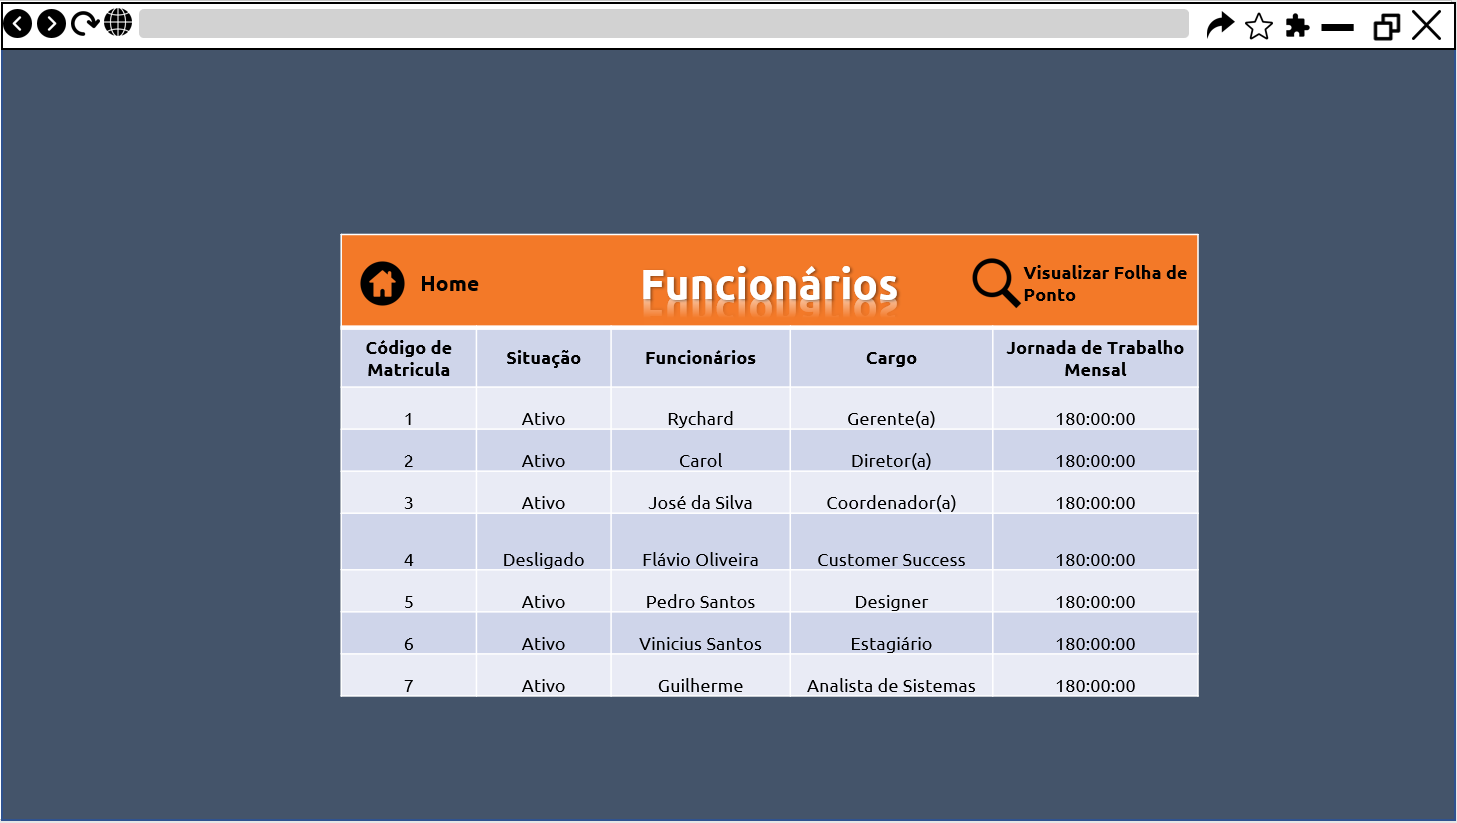 Home
Funcionários
Visualizar Folha de
Ponto
Código de
Matricula
Situação
Funcionários
Cargo
Jornada de Trabalho
Mensal
1 Ativo Rychard Gerente(a) 180:00:00
2 Ativo Carol Diretor(a) 180:00:00
3 Ativo José da Silva Coordenador(a) 180:00:00
4 Desligado Flávio Oliveira Customer Success 180:00:00
5 Ativo Pedro Santos Designer 180:00:00
6 Ativo Vinicius Santos Estagiário 180:00:00
7 Ativo Guilherme Analista de Sistemas 180:00:00